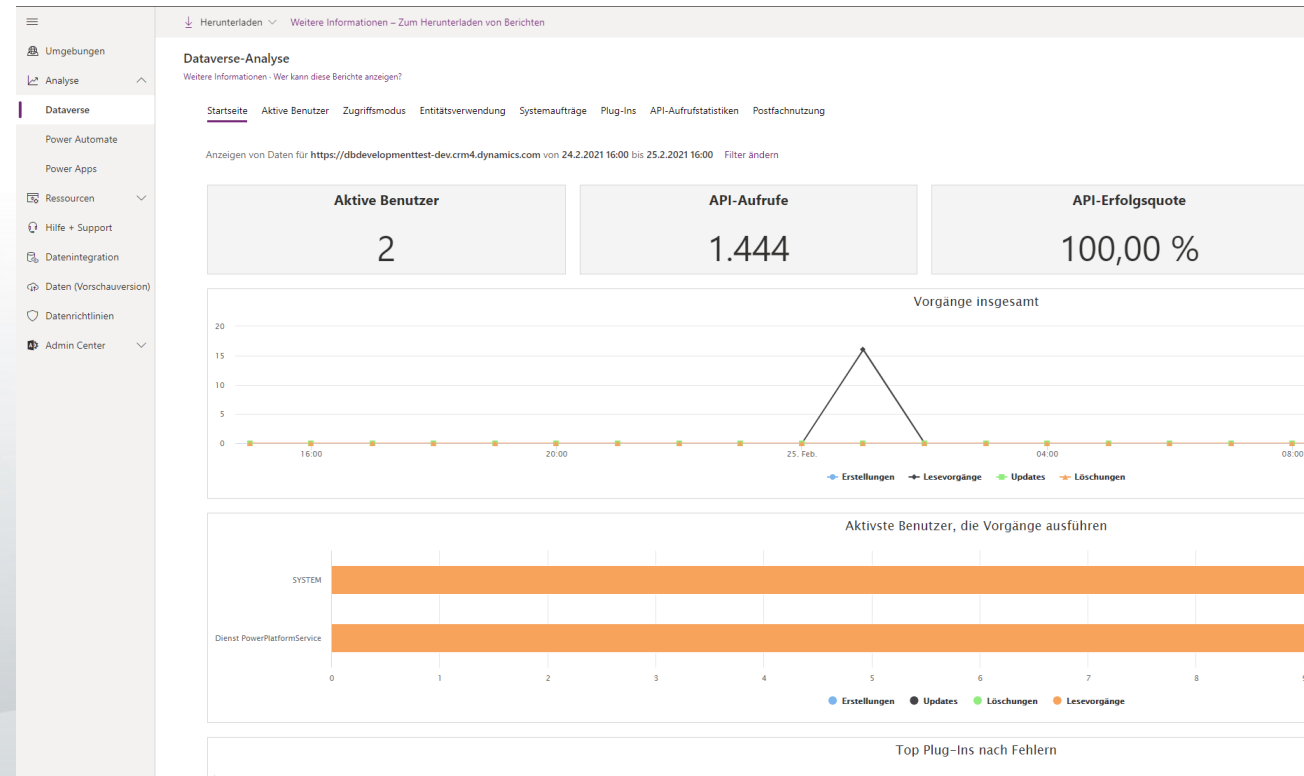 Herunterladen Weitere Informationen – Zum Herunterladen von Berichten
Umgebungen
Analyse
Dataverse
Power Automate
Power Apps
Ressourcen
Hilfe + Support
Datenintegration
Daten (Vorschauversion)
Datenrichtlinien
Admin Center
Dataverse-Analyse
Weitere Informationen - Wer kann diese Berichte anzeigen?
Startseite Aktive Benutzer Zugriffsmodus Entitätsverwendung Systemaufträge Plug-Ins API-Aufrufstatistiken Postfachnutzung
Anzeigen von Daten für https://dbdevelopmenttest-dev.crm4.dynamics.com von 24.2.2021 16:00 bis 25.2.2021 16:00 Filter ändern
Aktive Benutzer
2
API-Aufrufe
1.444
API-Erfolgsquote
100,00 %
Vorgänge insgesamt
20
15
10
5
0
16:00 20:00 25. Feb. 04:00 08:00
Erstellungen Lesevorgänge Updates Löschungen
Aktivste Benutzer, die Vorgänge ausführen
SYSTEM
Dienst PowerPlatformService
0 1 2 3 4 5 6 7 8 9
Erstellungen Updates Löschungen Lesevorgänge
Top Plug-Ins nach Fehlern